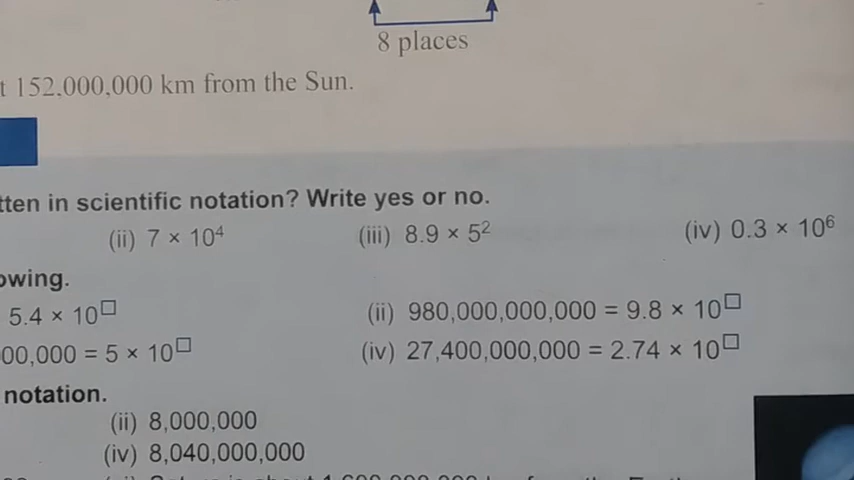 8 places
t 152,000,000 km from the Sun.
tten in scientific notation? Write yes or no.
(ii) 7 × 10⁴ (iii) 8.9 × 5² (iv) 0.3 × 10⁶
owing.
5.4 × 10□ (ii) 980,000,000,000 = 9.8 × 10□
00,000 = 5 × 10□ (iv) 27,400,000,000 = 2.74 × 10□
notation.
(ii) 8,000,000
(iv) 8,040,000,000